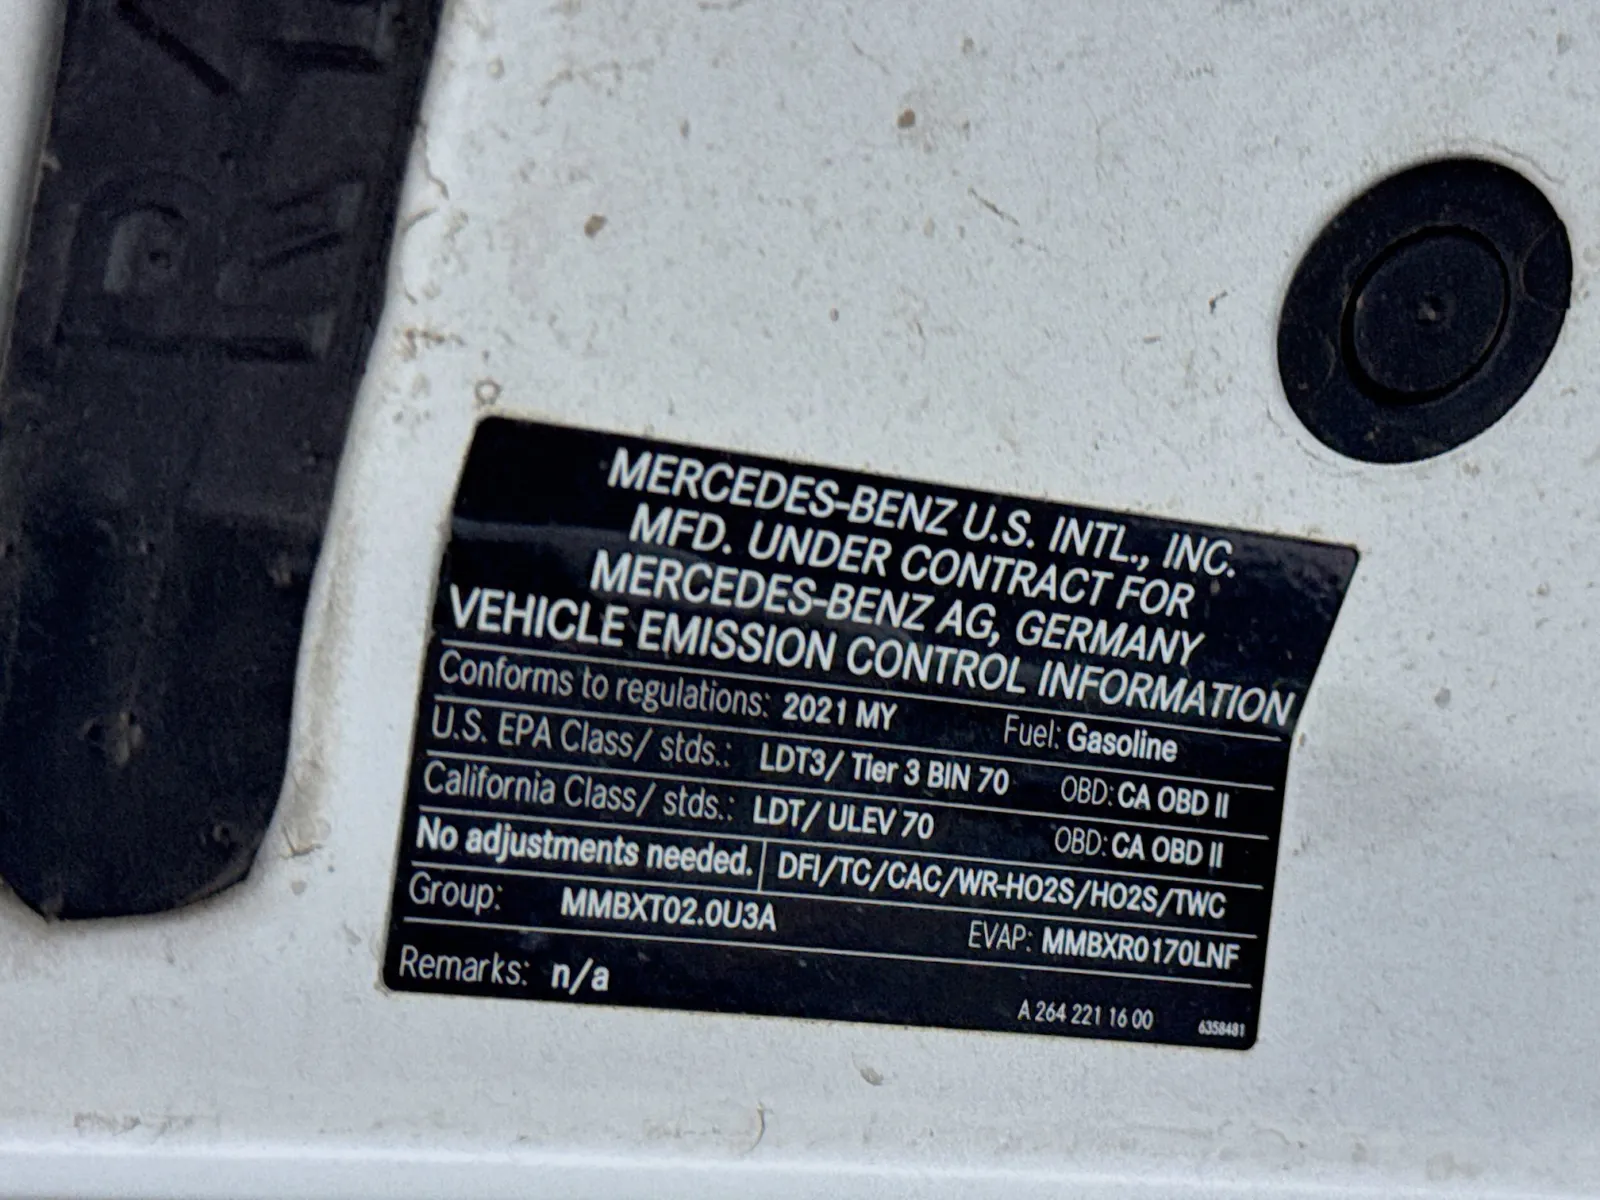 MERCEDES-BENZ U.S. INTL., INC.
MFD. UNDER CONTRACT FOR
MERCEDES-BENZ AG, GERMANY
VEHICLE EMISSION CONTROL INFORMATION
Conforms to regulations: 2021 MY Fuel: Gasoline
U.S. EPA Class/ stds.: LDT3/ Tier 3 BIN 70 OBD: CA OBD II
California Class/ stds.: LDT/ ULEV 70 OBD: CA OBD II
No adjustments needed. DFI/TC/CAC/WR-HO2S/HO2S/TWC
Group: MMBXT02.0U3A EVAP: MMBXR0170LNF
Remarks: n/a
A 264 221 16 00 6358481